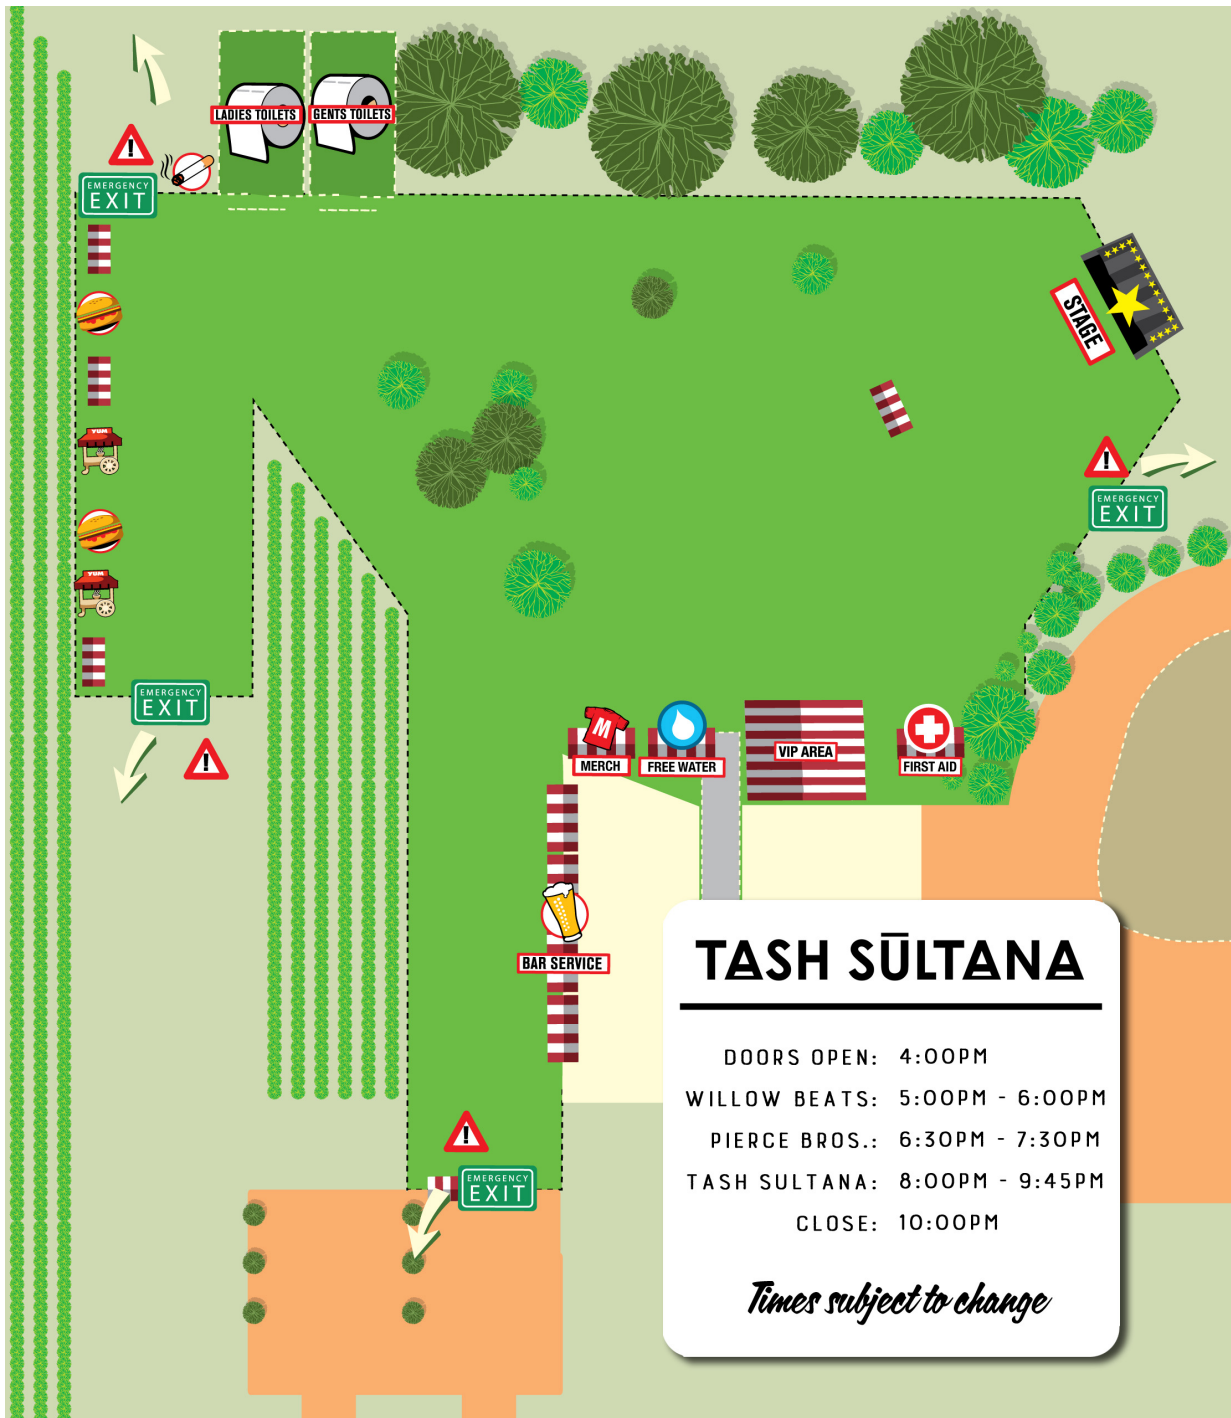 LADIES TOILETS
GENTS TOILETS
EMERGENCY
EXIT
STAGE
YUM
EMERGENCY
EXIT
YUM
EMERGENCY
EXIT
M
MERCH
FREE WATER
VIP AREA
FIRST AID
BAR SERVICE
TASH SŪLTANA
DOORS OPEN: 4:00PM
WILLOW BEATS: 5:00PM - 6:00PM
PIERCE BROS.: 6:30PM - 7:30PM
TASH SULTANA: 8:00PM - 9:45PM
CLOSE: 10:00PM
Times subject to change
EMERGENCY
EXIT